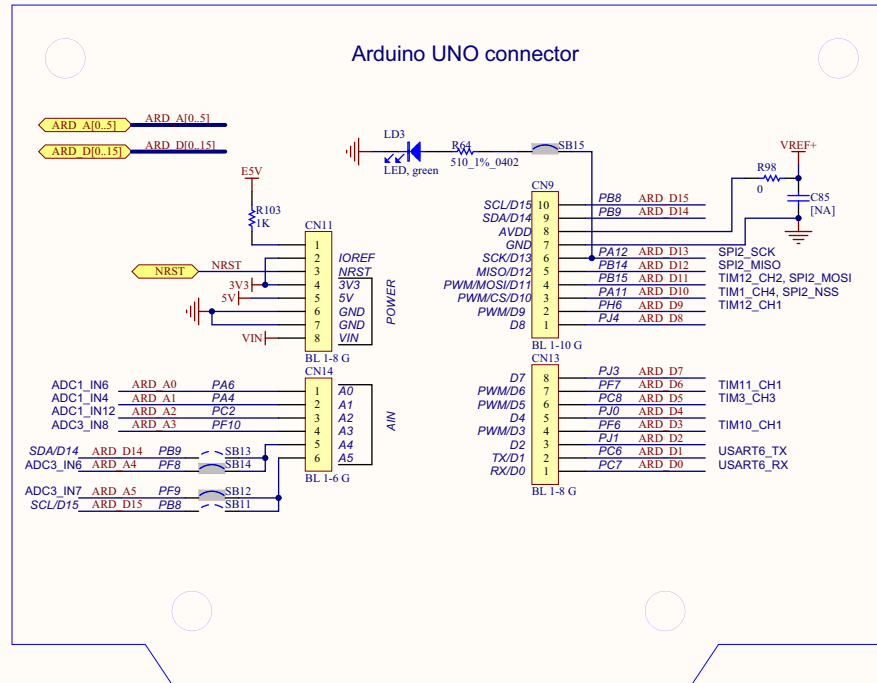 Arduino UNO connector
ARD_A[0..5] ARD_A[0..5]
ARD_D[0..15] ARD_D[0..15]
LD3
LED, green
R64
510_1%_0402
SB15
VREF+
R98
0
C85
[NA]
E5V
R103
1K
CN11
1
2 IOREF
NRST NRST 3 NRST
3V3 4 3V3
5V 5 5V
6 GND
7 GND
VIN 8 VIN
POWER
BL 1-8 G
CN14
ADC1_IN6 ARD_A0 PA6 1 A0
ADC1_IN4 ARD_A1 PA4 2 A1
ADC1_IN12 ARD_A2 PC2 3 A2
ADC3_IN8 ARD_A3 PF10 4 A3
5 A4
6 A5
AIN
BL 1-6 G
SDA/D14 ARD_D14 PB9 SB13
ADC3_IN6 ARD_A4 PF8 SB14
ADC3_IN7 ARD_A5 PF9 SB12
SCL/D15 ARD_D15 PB8 SB11
CN9
SCL/D15 10 PB8 ARD_D15
SDA/D14 9 PB9 ARD_D14
AVDD 8
GND 7
SCK/D13 6 PA12 ARD_D13 SPI2_SCK
MISO/D12 5 PB14 ARD_D12 SPI2_MISO
PWM/MOSI/D11 4 PB15 ARD_D11 TIM12_CH2, SPI2_MOSI
PWM/CS/D10 3 PA11 ARD_D10 TIM1_CH4, SPI2_NSS
PWM/D9 2 PH6 ARD_D9 TIM12_CH1
D8 1 PJ4 ARD_D8
BL 1-10 G
CN13
D7 8 PJ3 ARD_D7
PWM/D6 7 PF7 ARD_D6 TIM11_CH1
PWM/D5 6 PC8 ARD_D5 TIM3_CH3
D4 5 PJ0 ARD_D4
PWM/D3 4 PF6 ARD_D3 TIM10_CH1
D2 3 PJ1 ARD_D2
TX/D1 2 PC6 ARD_D1 USART6_TX
RX/D0 1 PC7 ARD_D0 USART6_RX
BL 1-8 G